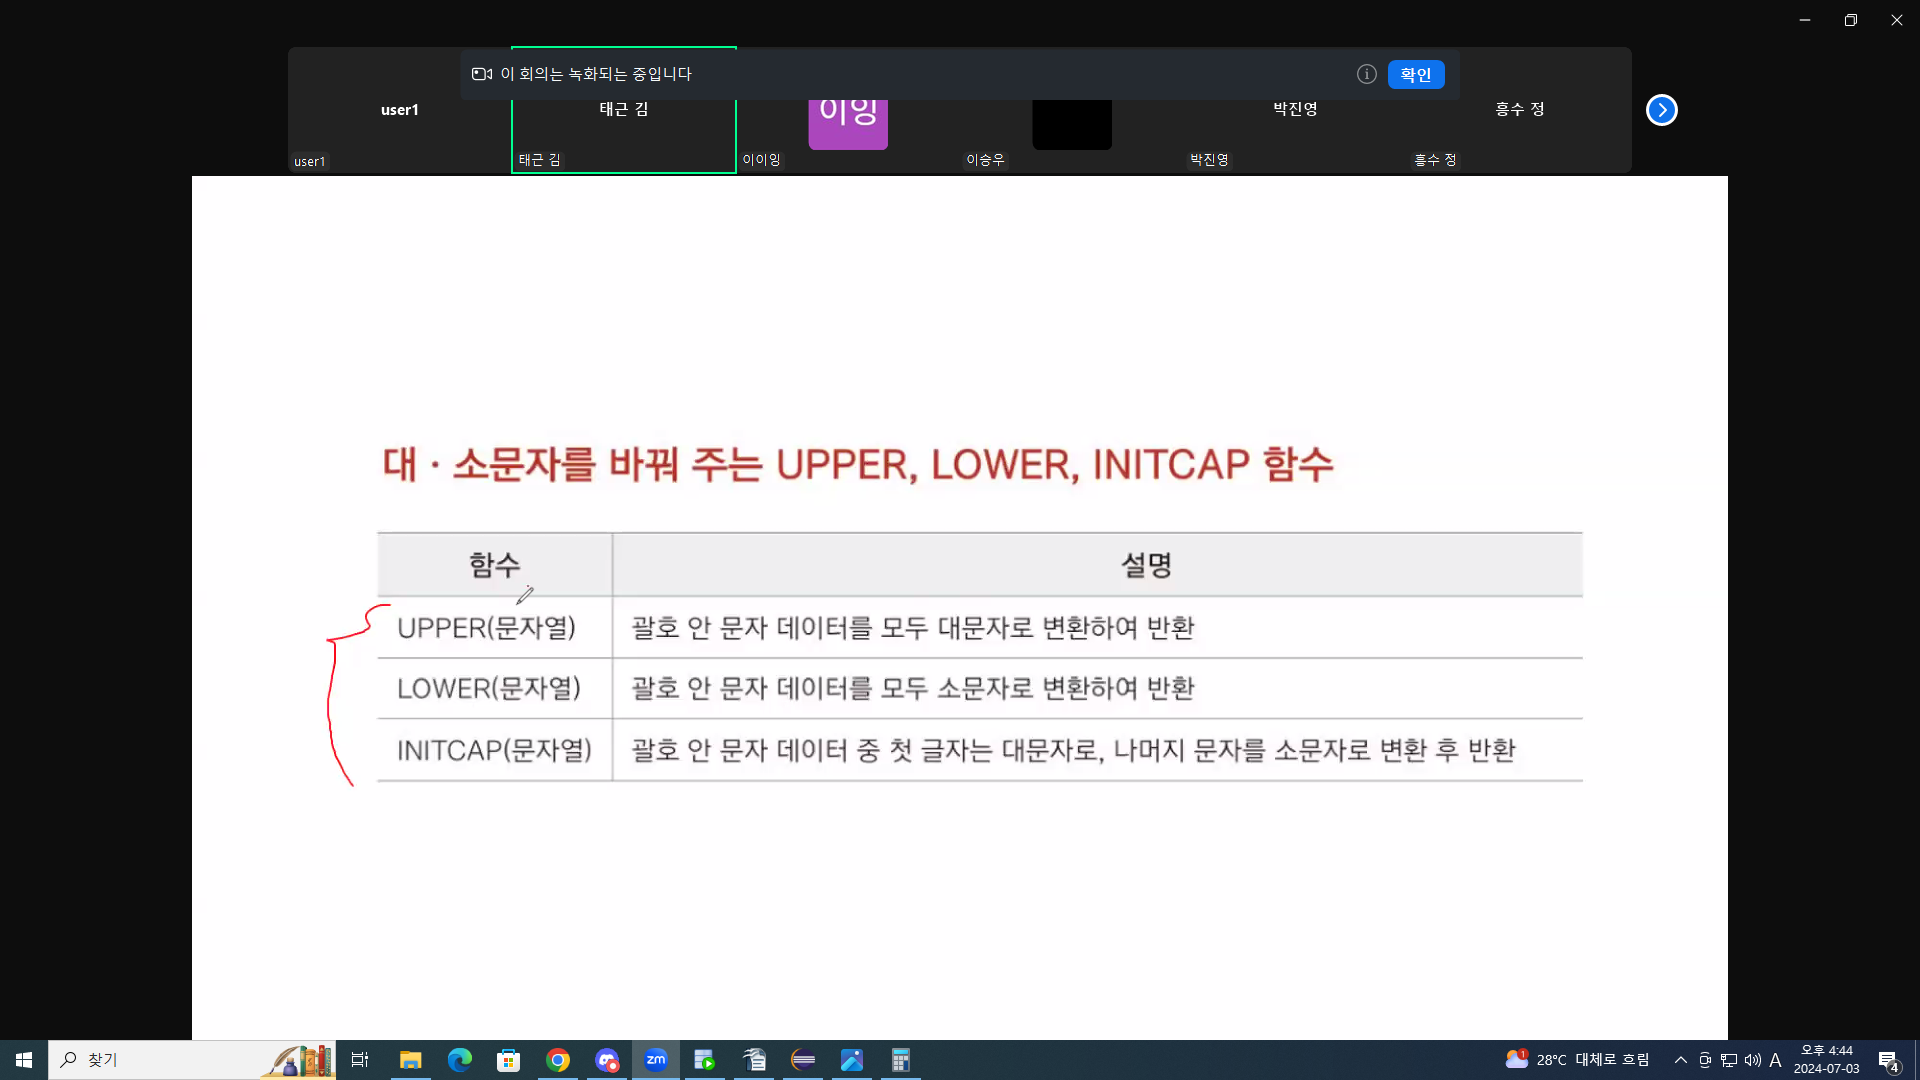 이 회의는 녹화되는 중입니다
확인
user1
태근 김
이잉
박진영
흥수 정
user1
태근 김
이이잉
이승우
박진영
흥수 정
대 · 소문자를 바꿔 주는 UPPER, LOWER, INITCAP 함수
함수 설명
UPPER(문자열) 괄호 안 문자 데이터를 모두 대문자로 변환하여 반환
LOWER(문자열) 괄호 안 문자 데이터를 모두 소문자로 변환하여 반환
INITCAP(문자열) 괄호 안 문자 데이터 중 첫 글자는 대문자로, 나머지 문자를 소문자로 변환 후 반환
찾기
zm
1
28°C 대체로 흐림
A
오후 4:44
2024-07-03
4